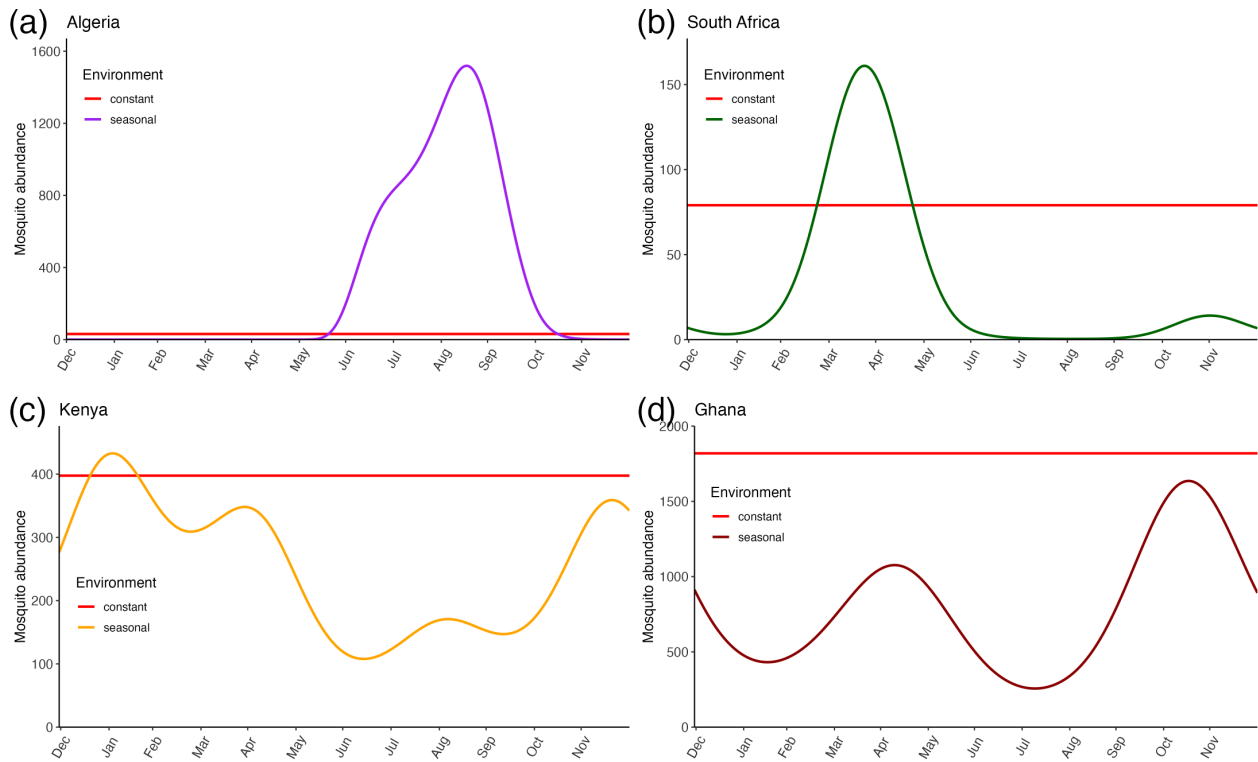 (a) Algeria
Mosquito abundance
1600
1200
800
400
0
Environment
constant
seasonal
Dec Jan Feb Mar Apr May Jun Jul Aug Sep Oct Nov
(b) South Africa
Mosquito abundance
150
100
50
0
Environment
constant
seasonal
Dec Jan Feb Mar Apr May Jun Jul Aug Sep Oct Nov
(c) Kenya
Mosquito abundance
400
300
200
100
0
Environment
constant
seasonal
Dec Jan Feb Mar Apr May Jun Jul Aug Sep Oct Nov
(d) Ghana
Mosquito abundance
2000
1500
1000
500
0
Environment
constant
seasonal
Dec Jan Feb Mar Apr May Jun Jul Aug Sep Oct Nov